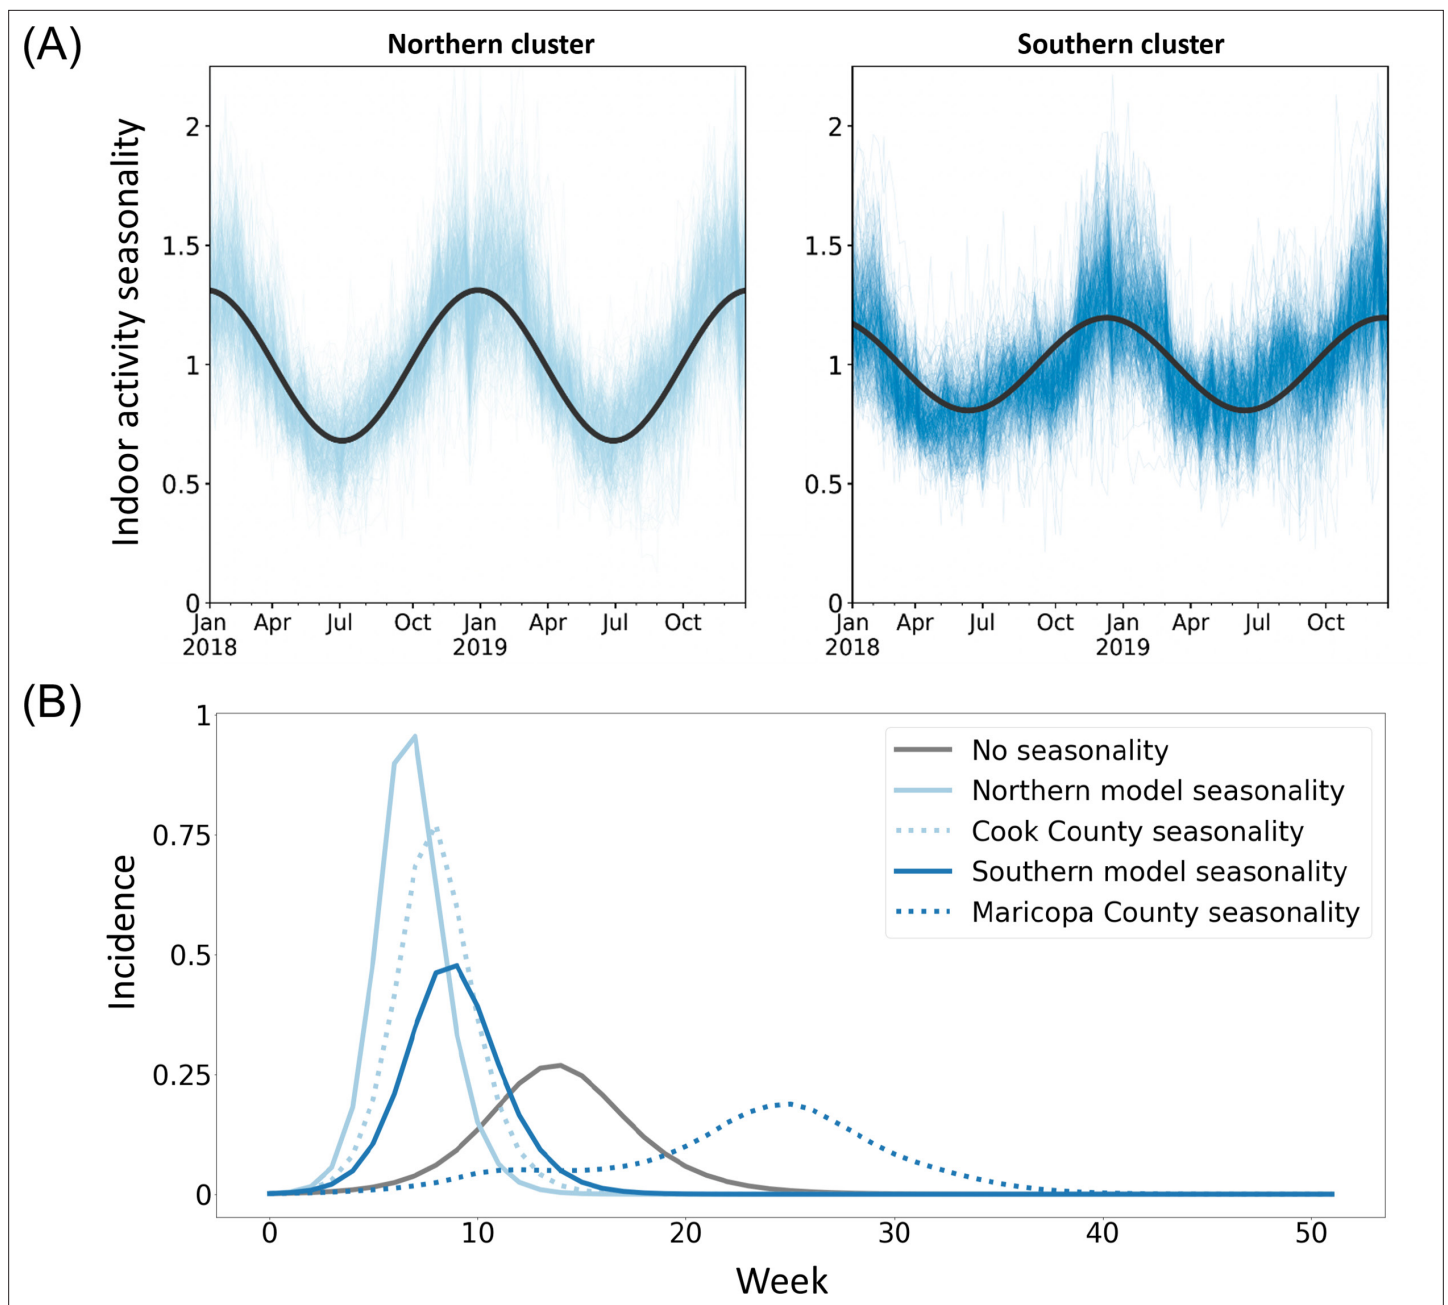 (A)
Northern cluster
Southern cluster
Indoor activity seasonality
2
1.5
1
0.5
0
Jan Apr Jul Oct Jan Apr Jul Oct
2018 2019
2
1.5
1
0.5
0
Jan Apr Jul Oct Jan Apr Jul Oct
2018 2019
(B)
Incidence
1
0.75
0.5
0.25
0
No seasonality
Northern model seasonality
Cook County seasonality
Southern model seasonality
Maricopa County seasonality
0 10 20 30 40 50
Week